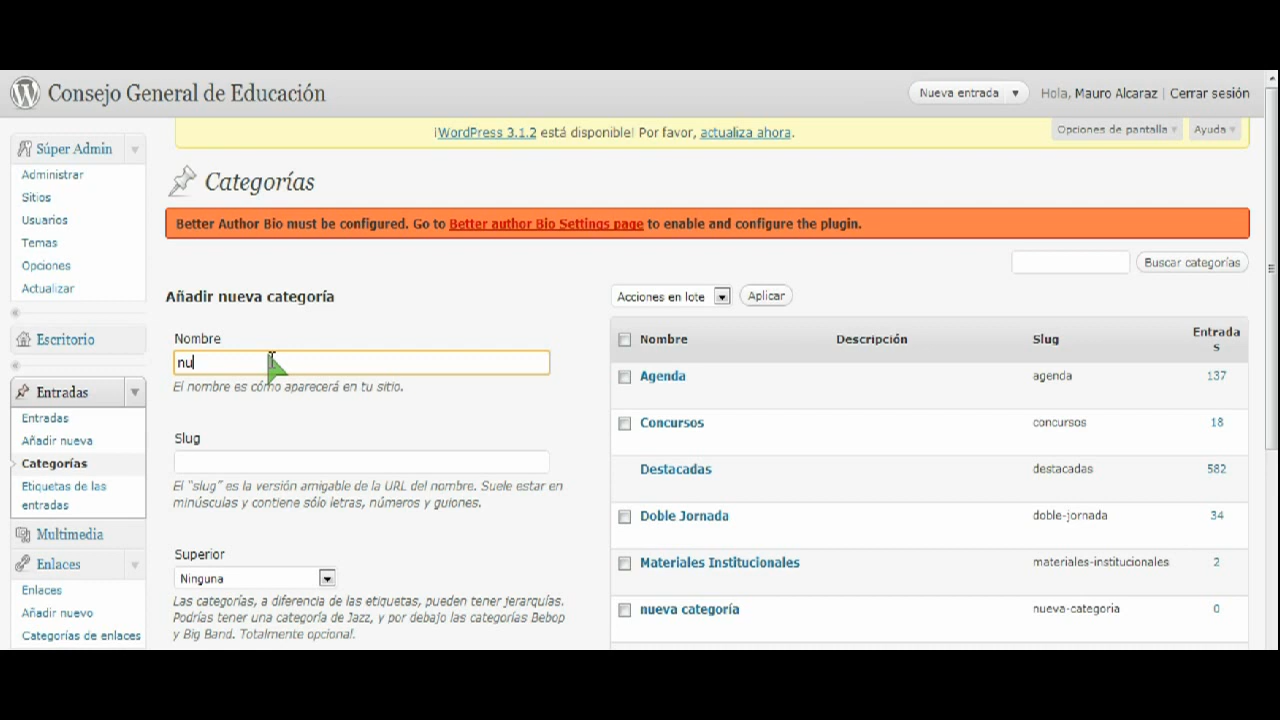 Consejo General de Educación
Nueva entrada
Hola, Mauro Alcaraz | Cerrar sesión
¡WordPress 3.1.2 está disponible! Por favor, actualiza ahora.
Opciones de pantalla
Ayuda
Súper Admin
Administrar
Sitios
Usuarios
Temas
Opciones
Actualizar
Escritorio
Entradas
Entradas
Añadir nueva
Categorías
Etiquetas de las
entradas
Multimedia
Enlaces
Enlaces
Añadir nuevo
Categorías de enlaces
Categorías
Better Author Bio must be configured. Go to Better author Bio Settings page to enable and configure the plugin.
Buscar categorías
Añadir nueva categoría
Nombre
nu
El nombre es cómo aparecerá en tu sitio.
Slug
El “slug” es la versión amigable de la URL del nombre. Suele estar en
minúsculas y contiene sólo letras, números y guiones.
Superior
Ninguna
Las categorías, a diferencia de las etiquetas, pueden tener jerarquías.
Podrías tener una categoría de Jazz, y por debajo las categorías Bebop
y Big Band. Totalmente opcional.
Acciones en lote
Aplicar
Nombre Descripción Slug Entrada
s
Agenda agenda 137
Concursos concursos 18
Destacadas destacadas 582
Doble Jornada doble-jornada 34
Materiales Institucionales materiales-institucionales 2
nueva categoría nueva-categoria 0